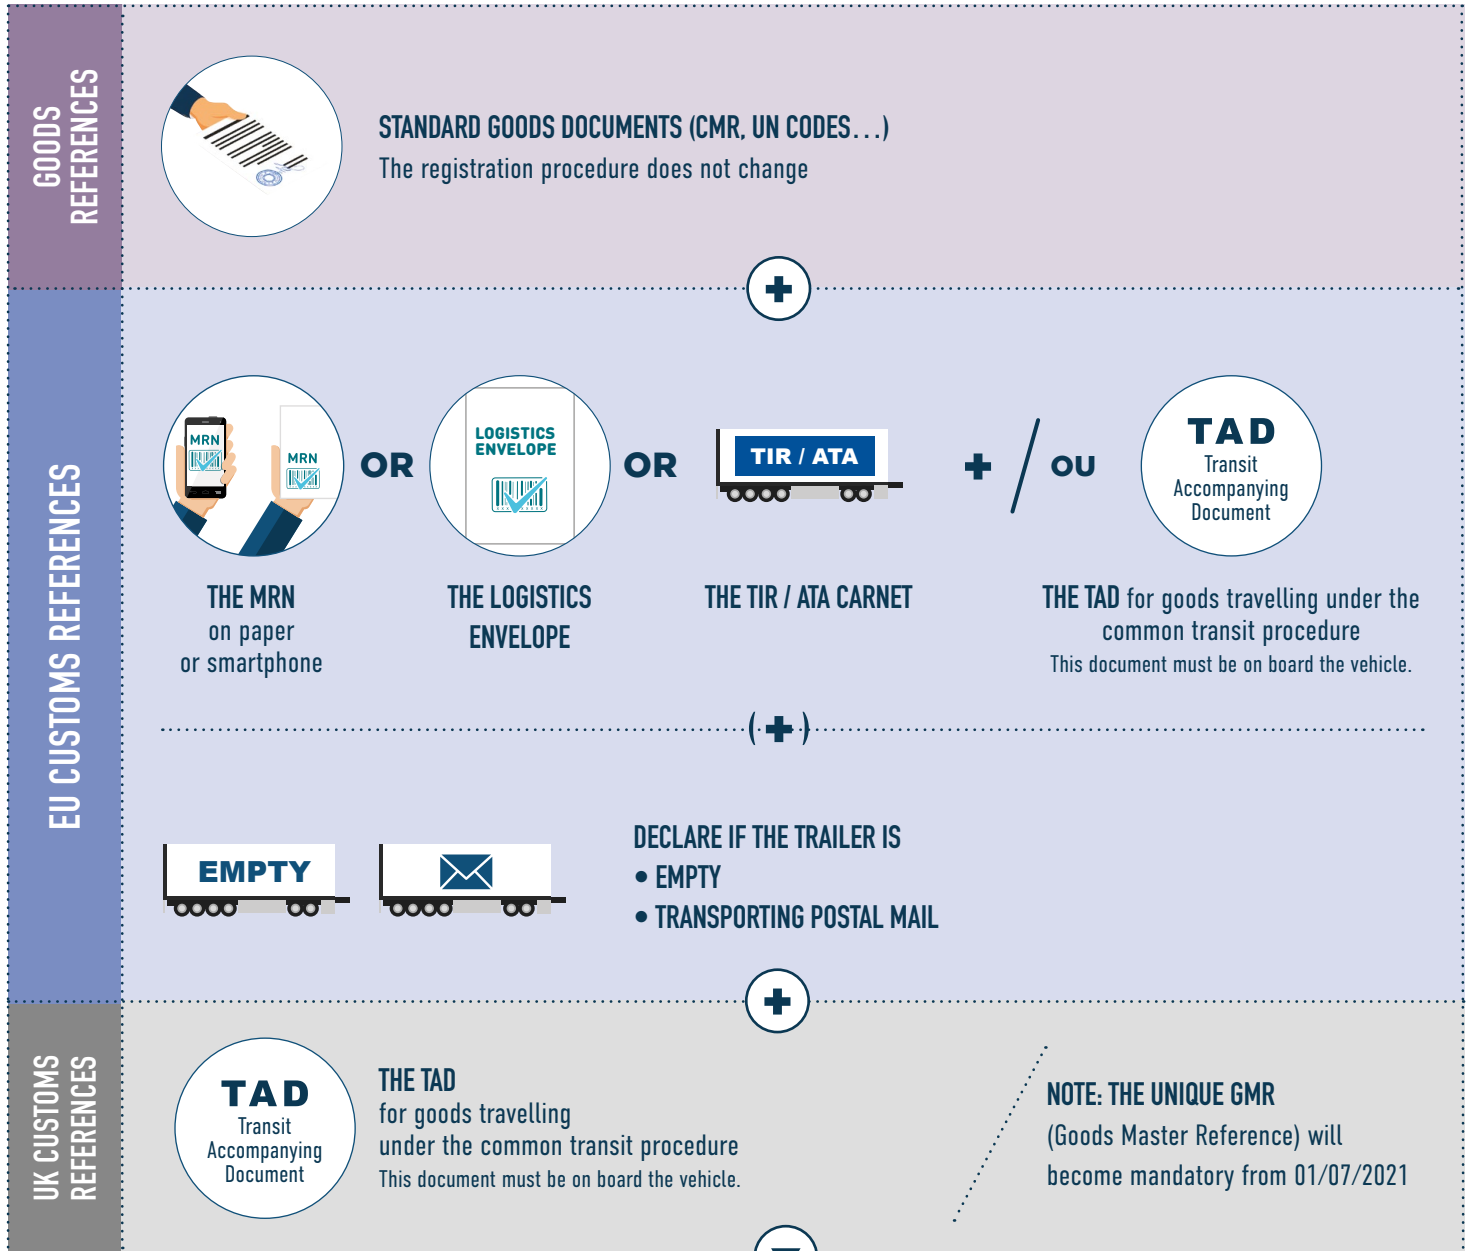 GOODS
REFERENCES
STANDARD GOODS DOCUMENTS (CMR, UN CODES...)
The registration procedure does not change
EU CUSTOMS REFERENCES
MRN
MRN
OR
LOGISTICS
ENVELOPE
OR
TIR / ATA
/ OU
TAD
Transit
Accompanying
Document
THE MRN
on paper
or smartphone
THE LOGISTICS
ENVELOPE
THE TIR / ATA CARNET
THE TAD for goods travelling under the
common transit procedure
This document must be on board the vehicle.
(+)
EMPTY
DECLARE IF THE TRAILER IS
• EMPTY
• TRANSPORTING POSTAL MAIL
UK CUSTOMS
REFERENCES
TAD
Transit
Accompanying
Document
THE TAD
for goods travelling
under the common transit procedure
This document must be on board the vehicle.
NOTE: THE UNIQUE GMR
(Goods Master Reference) will
become mandatory from 01/07/2021